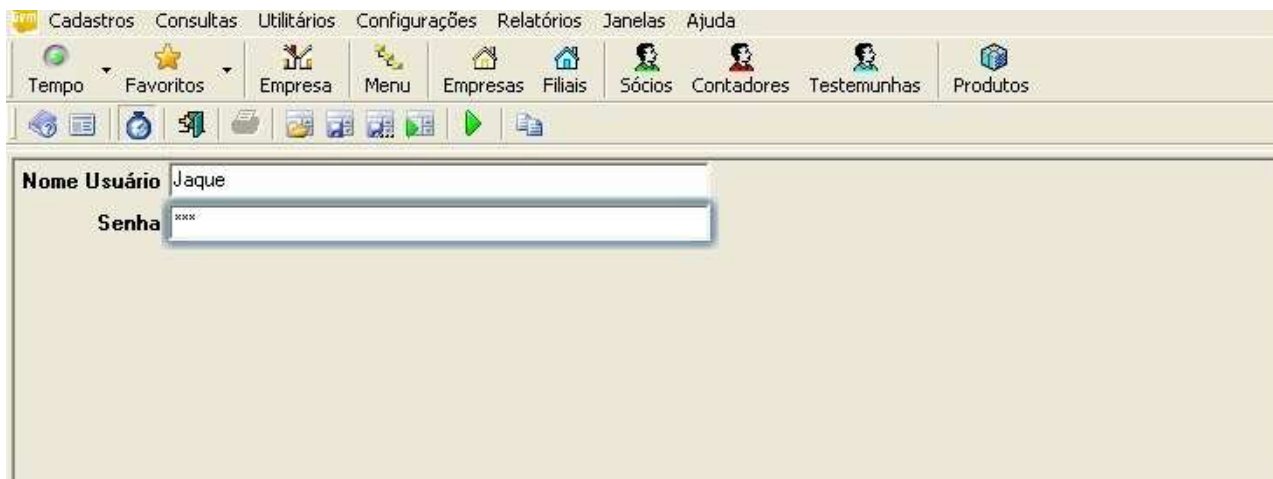 Cadastros Consultas Utilitários Configurações Relatórios Janelas Ajuda
Tempo Favoritos Empresa Menu Empresas Filiais Sócios Contadores Testemunhas Produtos
Nome Usuário Jaque
Senha ***